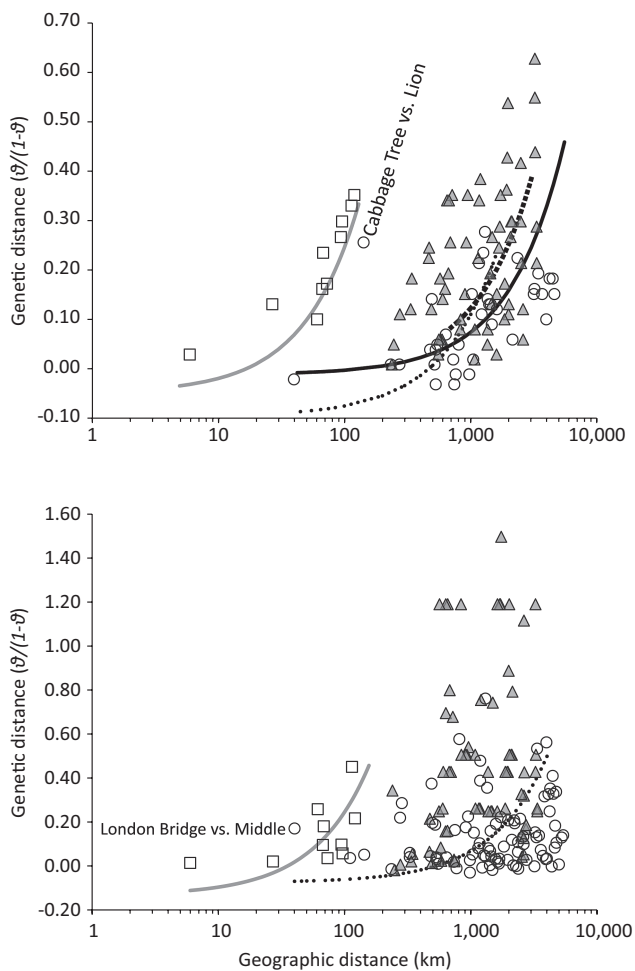 0.70
0.60
0.50
0.40
0.30
0.20
0.10
0.00
-0.10
Genetic distance (ϑ/(1-ϑ)
Cabbage Tree vs. Lion
1 10 100 1,000 10,000
1.60
1.40
1.20
1.00
0.80
0.60
0.40
0.20
0.00
-0.20
Genetic distance (ϑ/(1-ϑ)
London Bridge vs. Middle
1 10 100 1,000 10,000
Geographic distance (km)